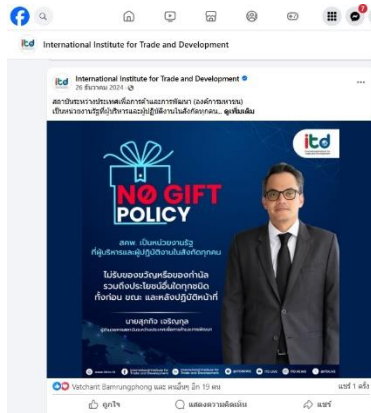 International Institute for Trade and Development
itd International Institute for Trade and Development
26 ธันวาคม 2024
สถาบันระหว่างประเทศเพื่อการค้าและการพัฒนา (องค์การมหาชน)
เป็นหน่วยงานรัฐที่ผู้บริหารและผู้ปฏิบัติงานในสังกัดทุกคน... ดูเพิ่มเติม
itd
NO GIFT
POLICY
สคพ. เป็นหน่วยงานรัฐ
ที่ผู้บริหารและผู้ปฏิบัติงานในสังกัดทุกคน
ไม่รับของขวัญหรือของกำนัล
รวมถึงประโยชน์อื่นใดทุกชนิด
ทั้งก่อน ขณะ และหลังปฏิบัติหน้าที่
นายสุภกิจ เจริญกุล
Vatchant Bamrungphong และ คนอื่นๆ อีก 19 คน
แชร์ 1 ครั้ง
ถูกใจ
แสดงความคิดเห็น
แชร์